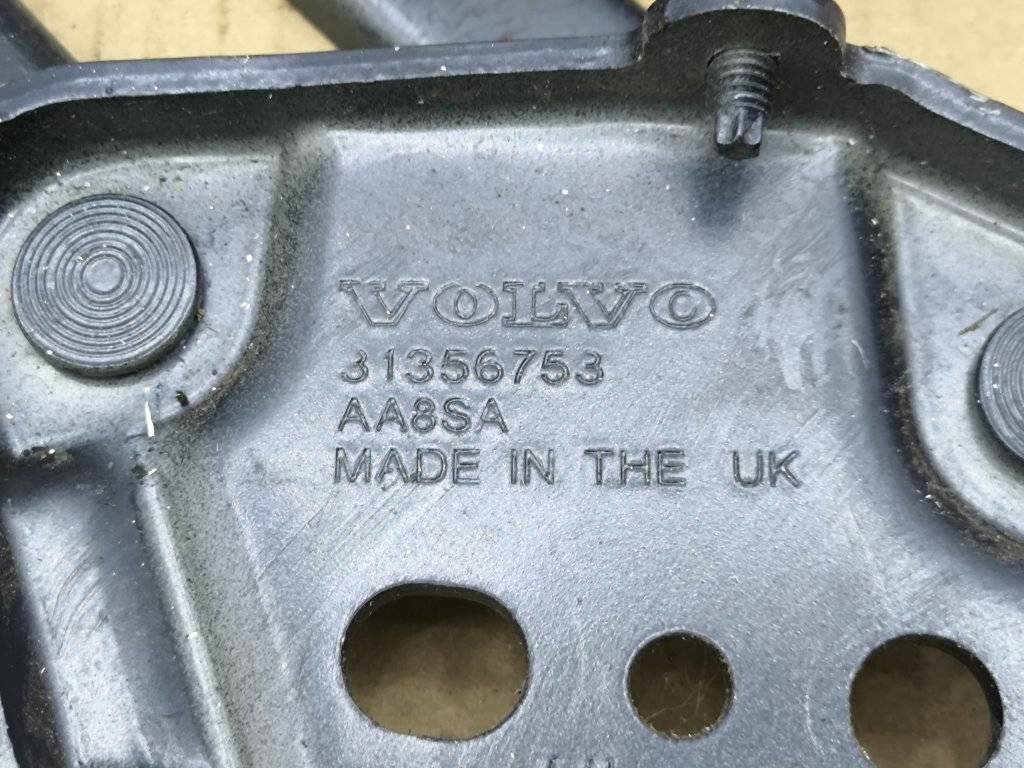 VOLVO
31356753
AA8SA
MADE IN THE UK